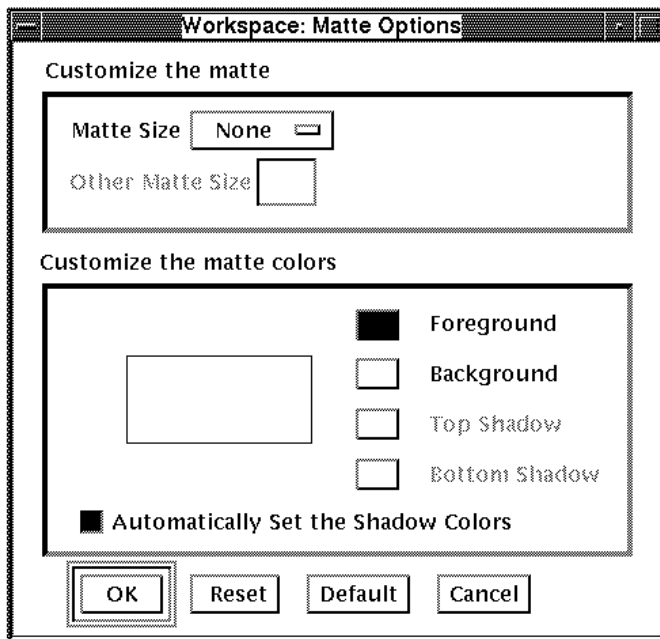 Workspace: Matte Options
Customize the matte
Matte Size None
Other Matte Size
Customize the matte colors
Foreground
Background
Top Shadow
Bottom Shadow
Automatically Set the Shadow Colors
OK Reset Default Cancel